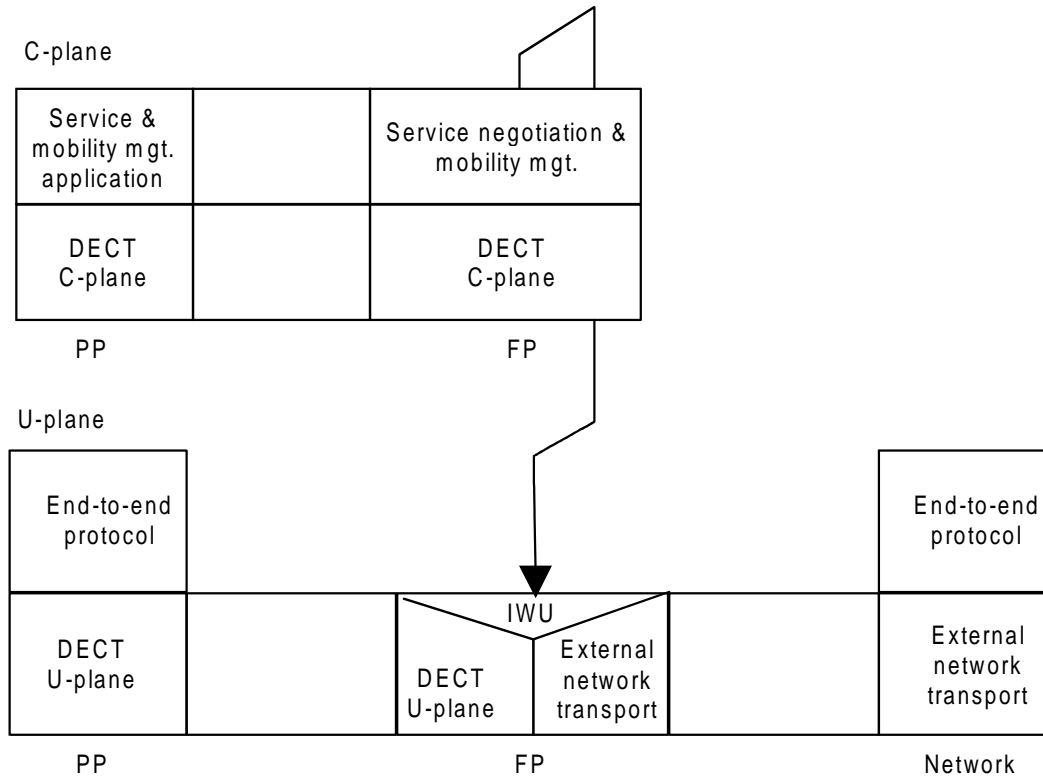 C-plane
Service &
mobility mgt.
application
Service negotiation &
mobility mgt.
DECT
C-plane
DECT
C-plane
PP
FP
U-plane
End-to-end
protocol
End-to-end
protocol
IWU
DECT
U-plane
DECT
U-plane
External
network
transport
External
network
transport
PP
FP
Network